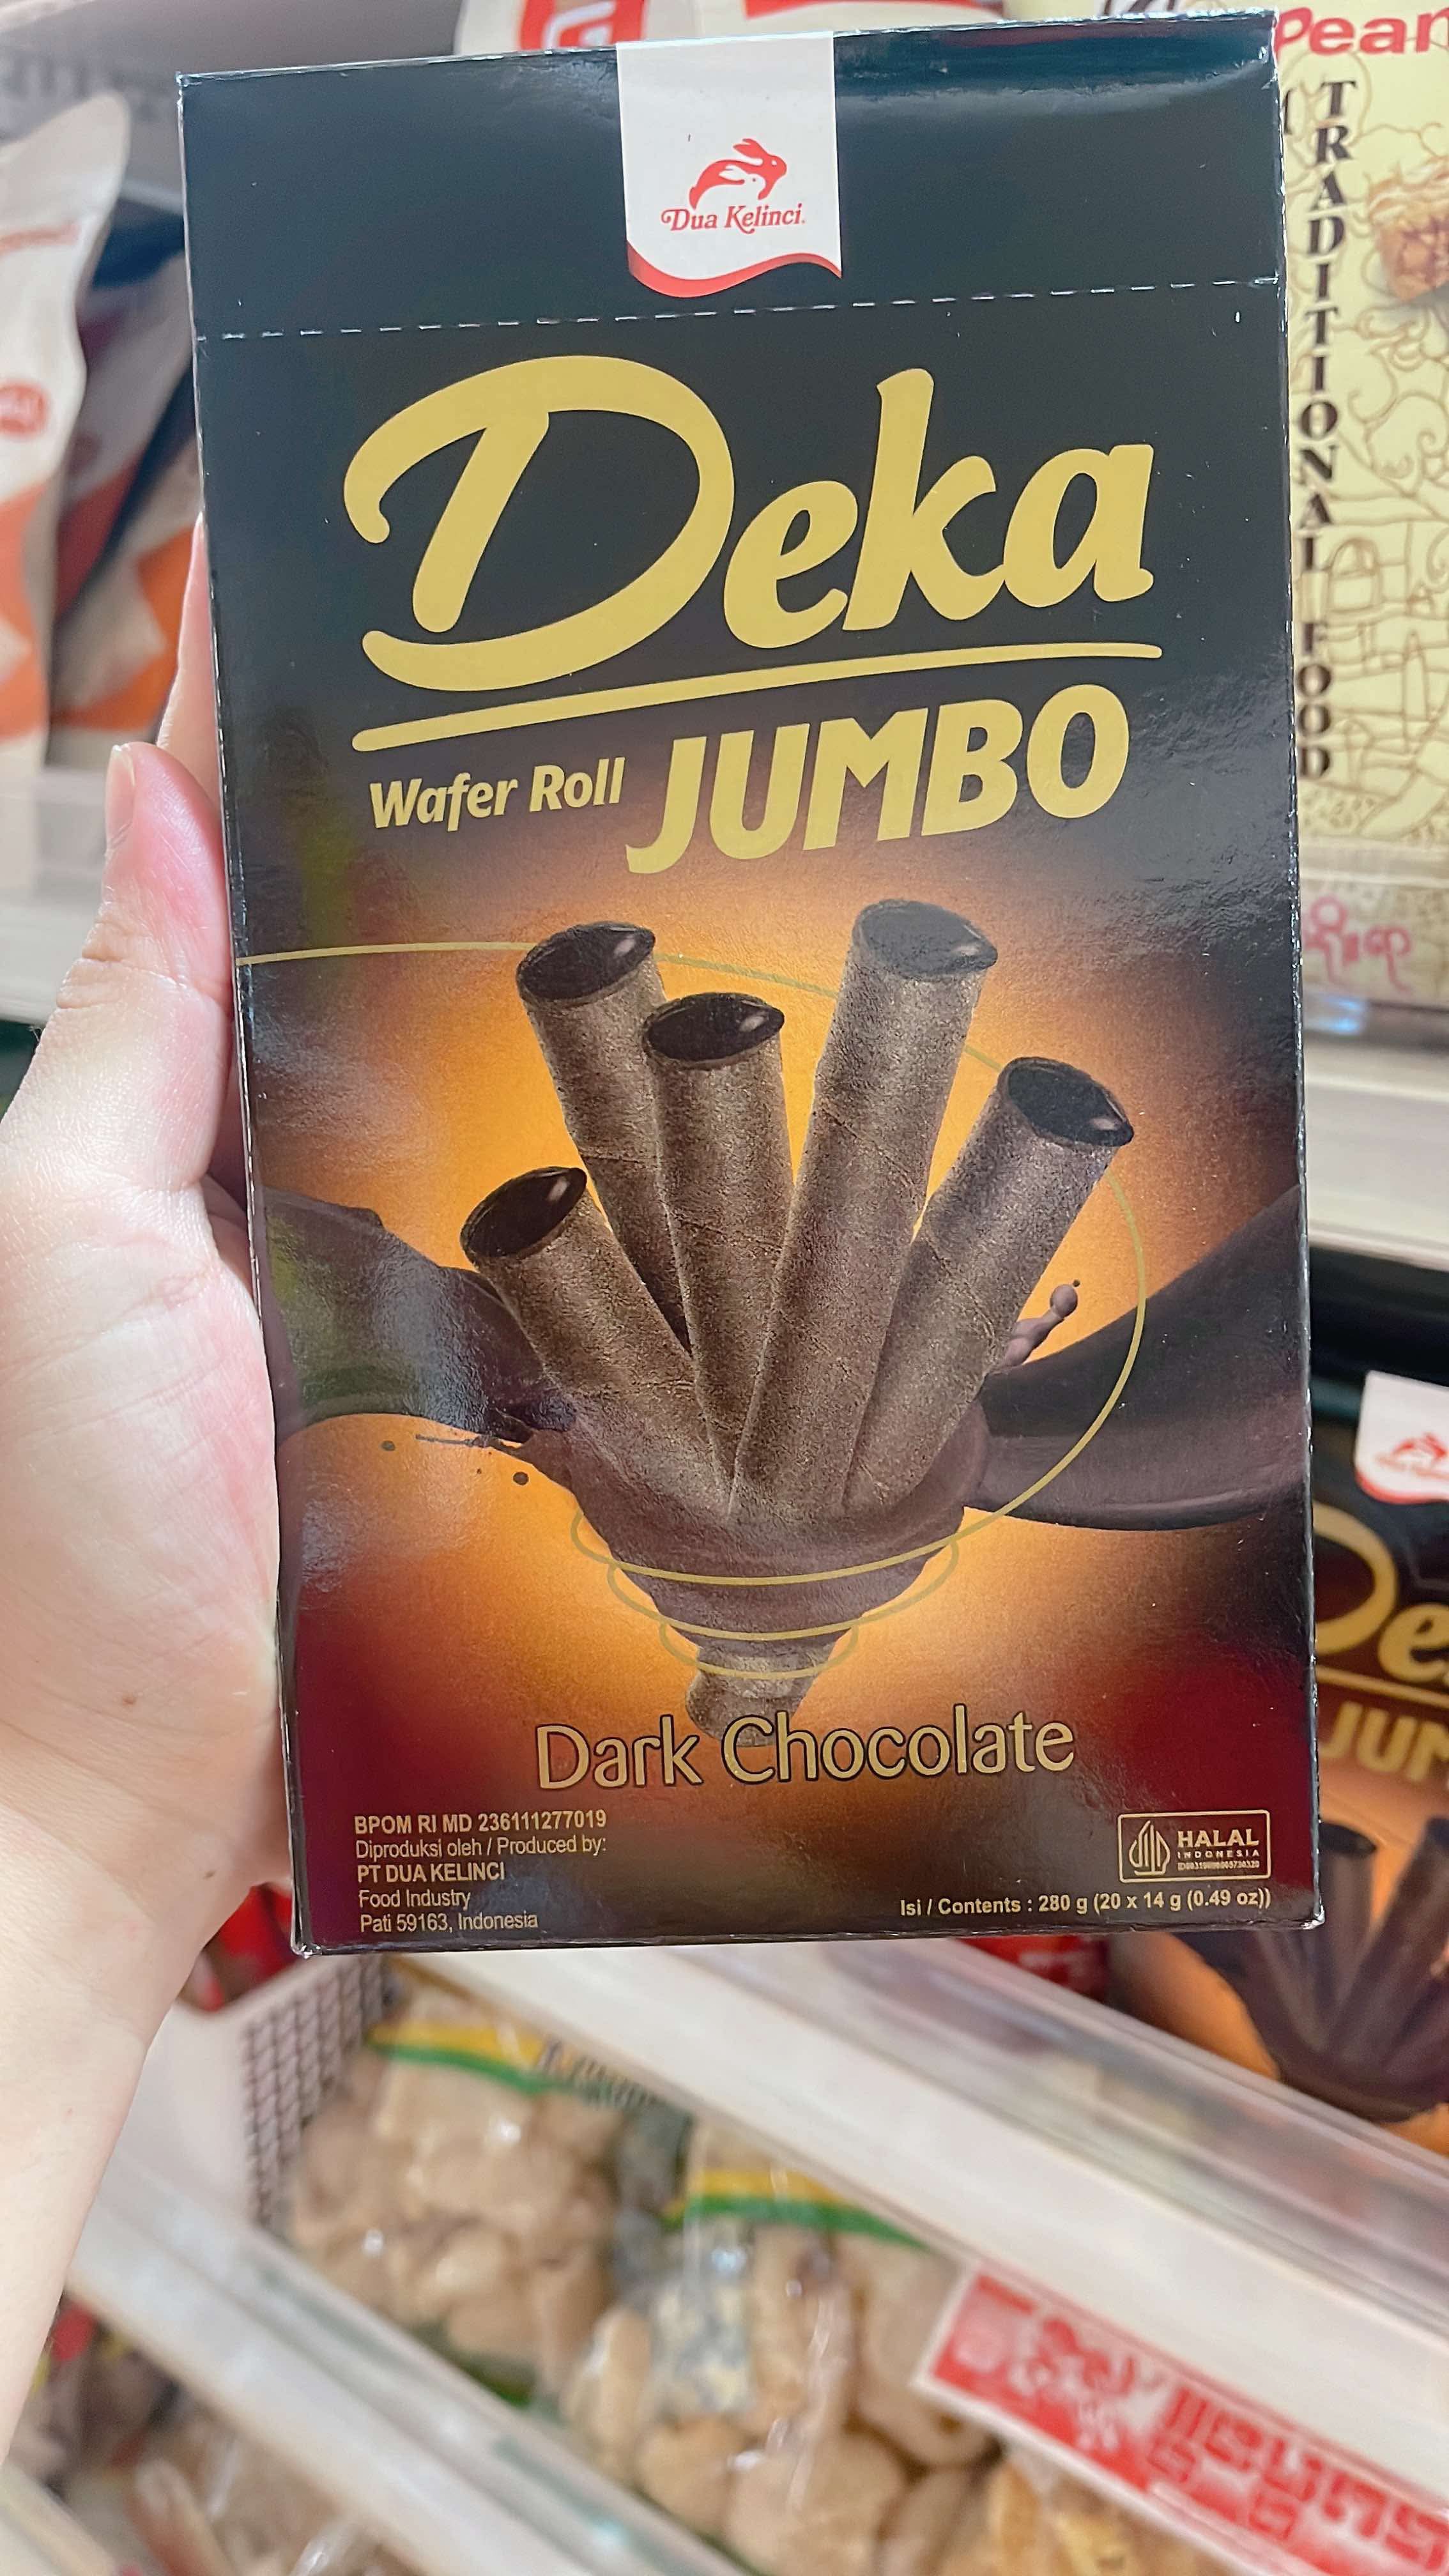 Dua Kelinci
Deka
Wafer Roll JUMBO
Dark Chocolate
BPOM RI MD 236111277019
Diproduksi oleh / Produced by:
PT DUA KELINCI
Food Industry
Pati 59163, Indonesia
HALAL
INDONESIA
Isi / Contents : 280 g (20 x 14 g (0.49 oz))
TRADITIONAL FOOD